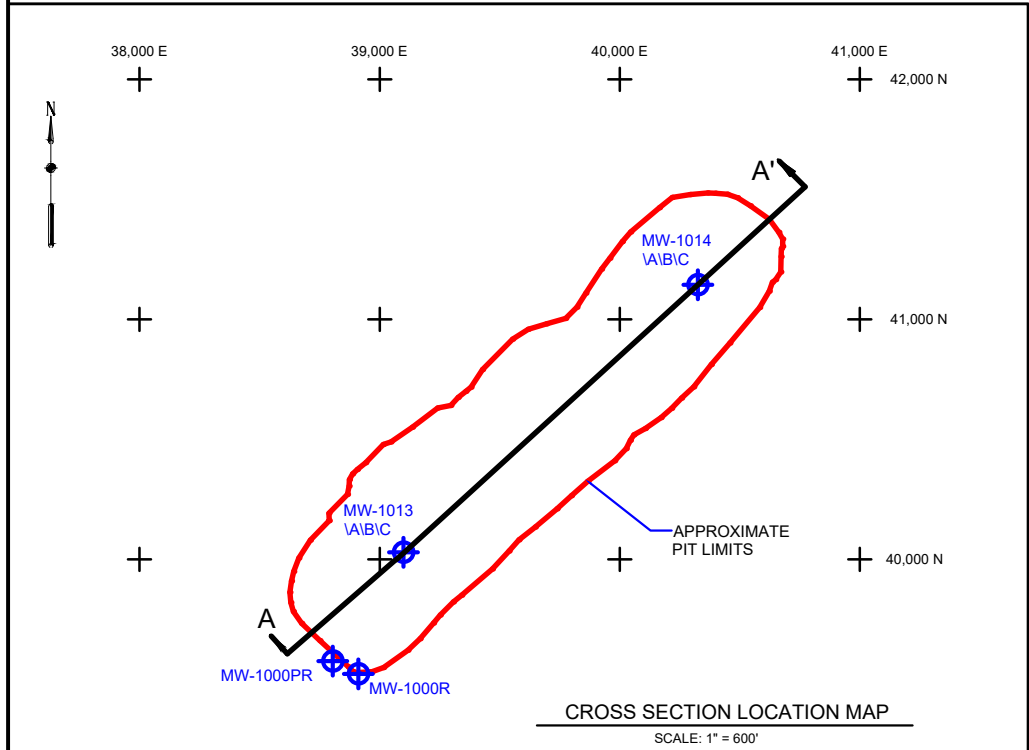 38,000 E
39,000 E
40,000 E
41,000 E
42,000 N
N
A'
MW-1014
\A\B\C
41,000 N
MW-1013
\A\B\C
APPROXIMATE
PIT LIMITS
40,000 N
A
MW-1000PR
MW-1000R
CROSS SECTION LOCATION MAP
SCALE: 1" = 600'